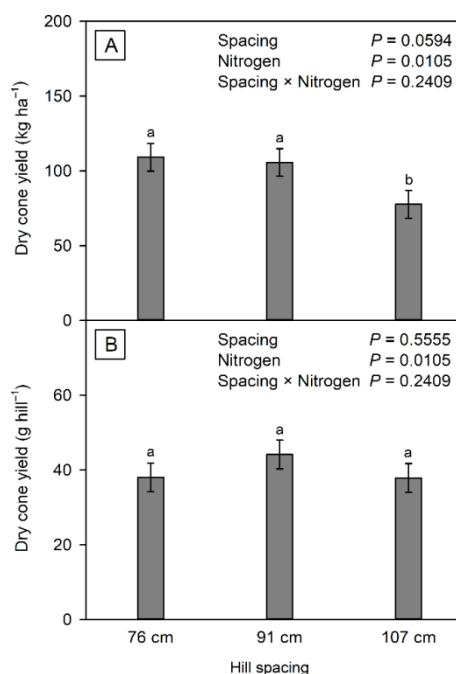 A
Spacing P = 0.0594
Nitrogen P = 0.0105
Spacing × Nitrogen P = 0.2409
Dry cone yield (kg ha⁻¹)
200
150
100
50
0
a
a
b
B
Spacing P = 0.5555
Nitrogen P = 0.0105
Spacing × Nitrogen P = 0.2409
Dry cone yield (g hill⁻¹)
60
40
20
0
a
a
a
76 cm 91 cm 107 cm
Hill spacing